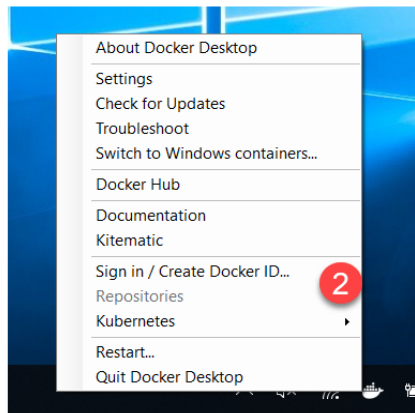 About Docker Desktop
Settings
Check for Updates
Troubleshoot
Switch to Windows containers...
Docker Hub
Documentation
Kitematic
Sign in / Create Docker ID...
2
Repositories
Kubernetes
Restart...
Quit Docker Desktop